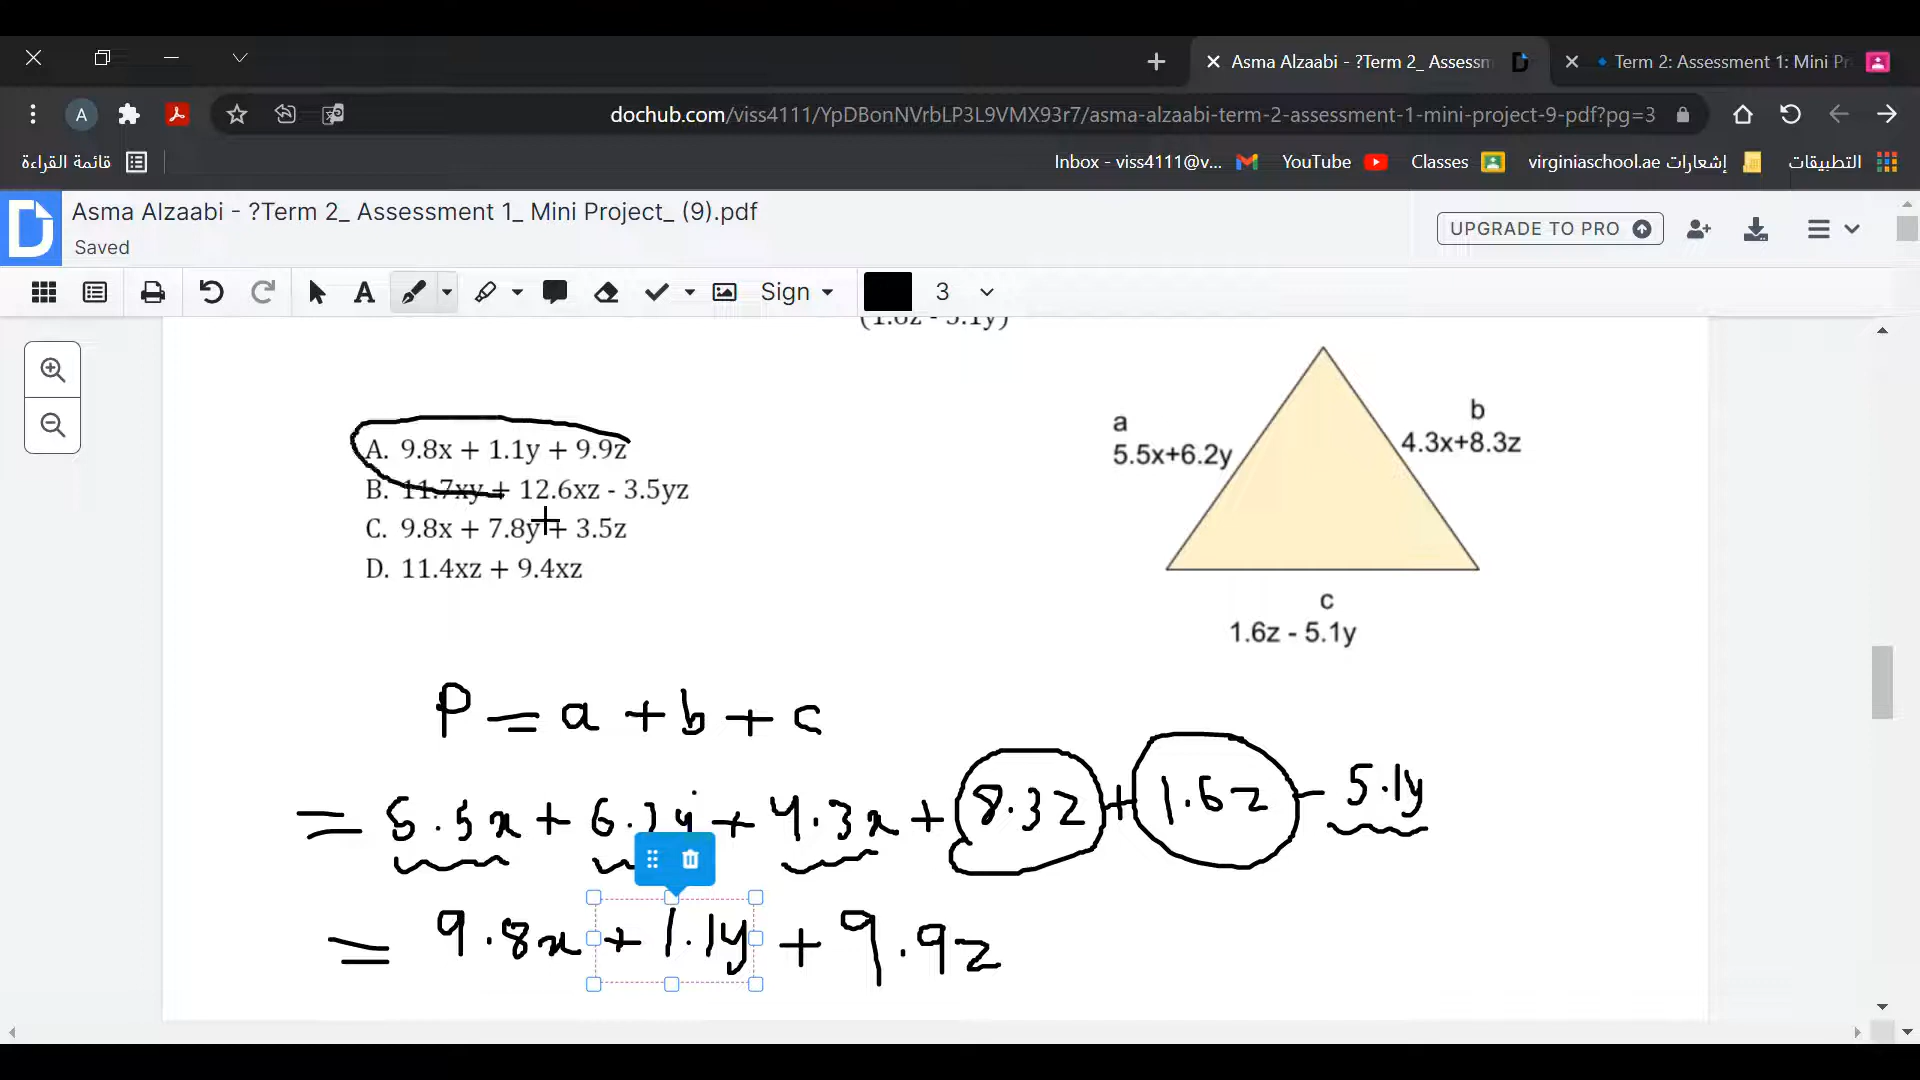 Asma Alzaabi - ?Term 2_ Assessm
Term 2: Assessment 1: Mini Pr
A
dochub.com/viss4111/YpDBonNVrbLP3L9VMX93r7/asma-alzaabi-term-2-assessment-1-mini-project-9-pdf?pg=3
قائمة القراءة
Inbox - viss4111@v...
YouTube
Classes
إشعارات virginiaschool.ae
التطبيقات
Asma Alzaabi - ?Term 2_ Assessment 1_ Mini Project_ (9).pdf
Saved
UPGRADE TO PRO
A
Sign
3
(1.6z - 5.1y)
A. 9.8x + 1.1y + 9.9z
B. 11.7xy + 12.6xz - 3.5yz
C. 9.8x + 7.8y + 3.5z
D. 11.4xz + 9.4xz
a
5.5x+6.2y
b
4.3x+8.3z
c
1.6z - 5.1y
P = a + b + c
= 5.5x + 6.2y + 4.3x + 8.3z + 1.6z - 5.1y
= 9.8x + 1.1y + 9.9z